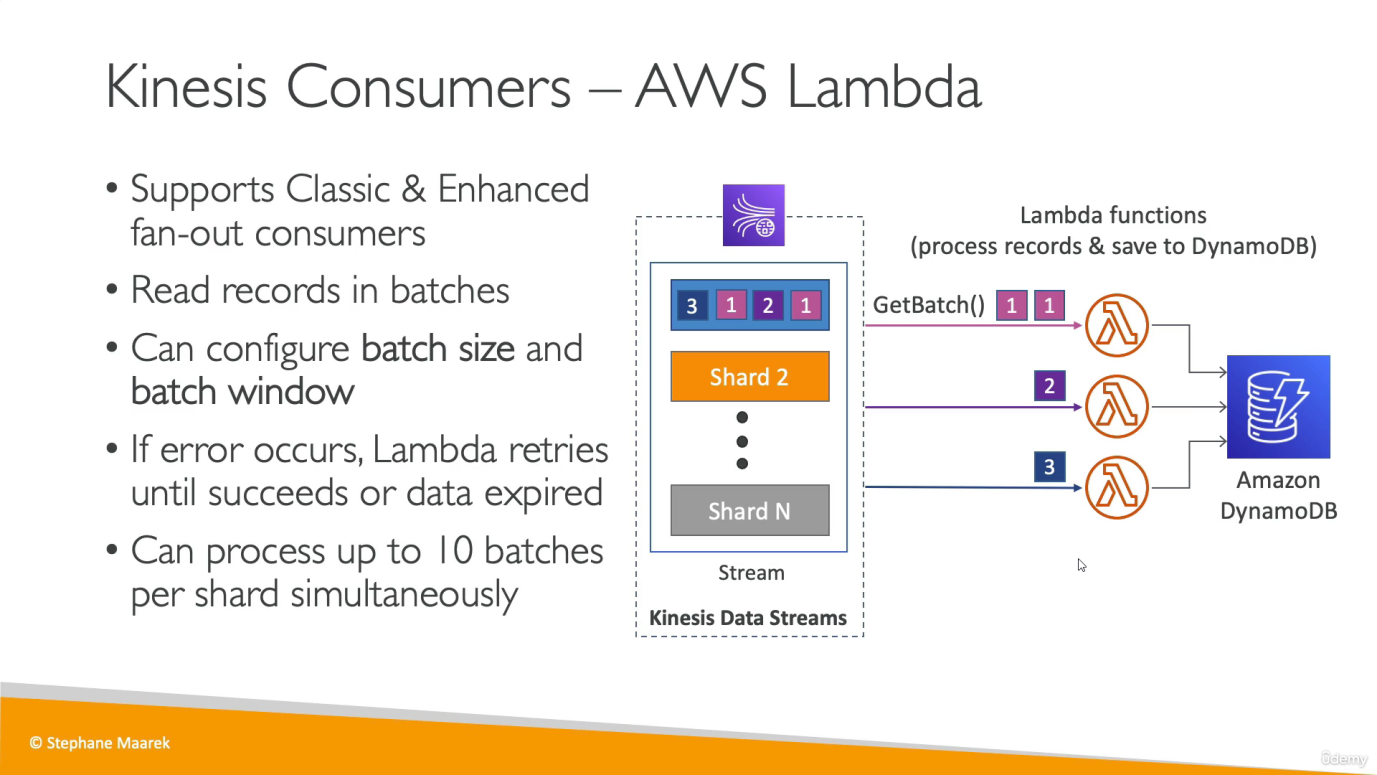 Kinesis Consumers – AWS Lambda
• Supports Classic & Enhanced
fan-out consumers
• Read records in batches
• Can configure batch size and
batch window
• If error occurs, Lambda retries
until succeeds or data expired
• Can process up to 10 batches
per shard simultaneously
3 1 2 1
Shard 2
Shard N
Stream
Kinesis Data Streams
Lambda functions
(process records & save to DynamoDB)
GetBatch() 1 1
2
3
Amazon
DynamoDB
© Stephane Maarek
ûdemy